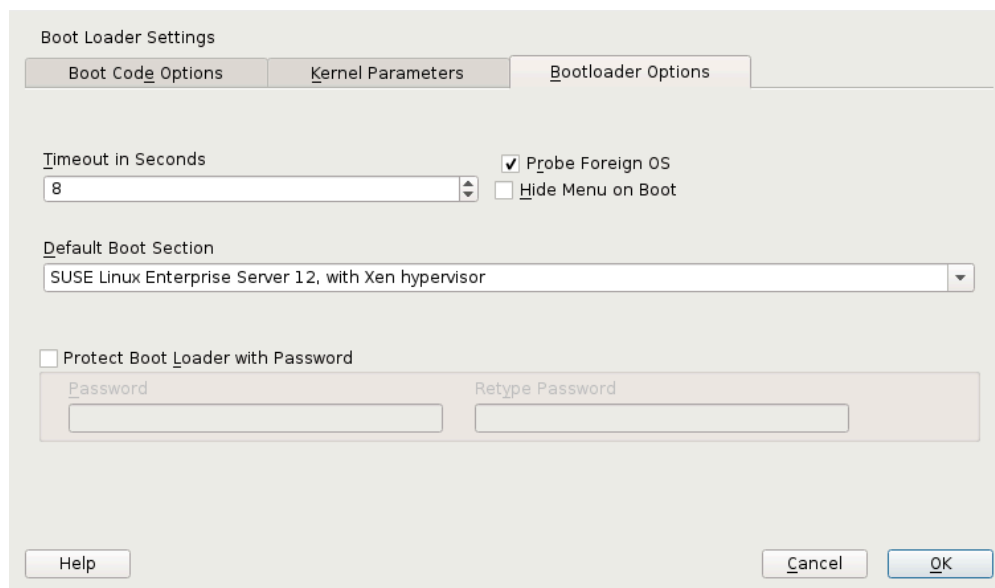 Boot Loader Settings
Boot Code Options Kernel Parameters Bootloader Options
Timeout in Seconds
Probe Foreign OS
8
Hide Menu on Boot
Default Boot Section
SUSE Linux Enterprise Server 12, with Xen hypervisor
Protect Boot Loader with Password
Password Retype Password
Help Cancel OK